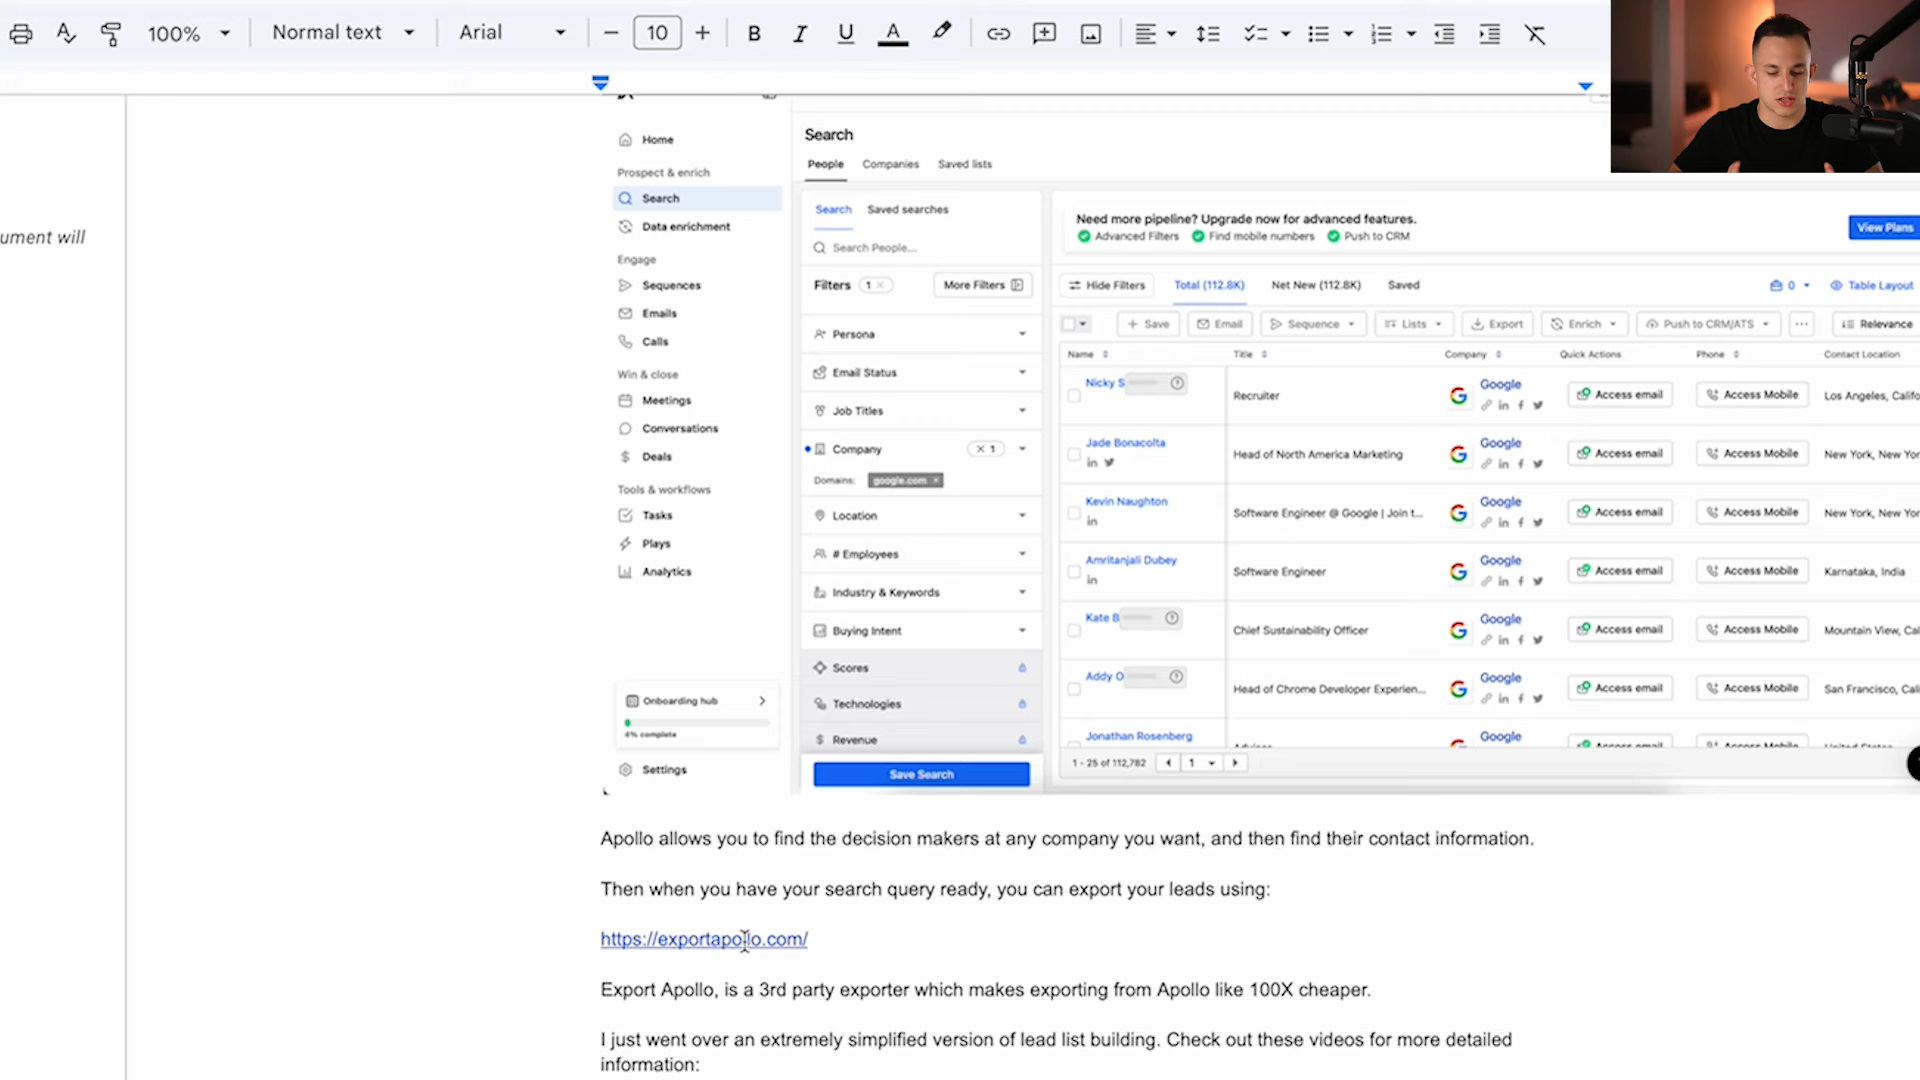 100%
Normal text
Arial
10
B
I
U
A
ument will
Home
Prospect & enrich
Search
Data enrichment
Engage
Sequences
Emails
Calls
Win & close
Meetings
Conversations
Deals
Tools & workflows
Tasks
Plays
Analytics
Onboarding hub
4% complete
Settings
Search
People Companies Saved lists
Search Saved searches
Search People...
Filters 1 More Filters
Persona
Email Status
Job Titles
Company 1
Domains: google.com
Location
# Employees
Industry & Keywords
Buying Intent
Scores
Technologies
Revenue
Save Search
Need more pipeline? Upgrade now for advanced features.
Advanced Filters Find mobile numbers Push to CRM
View Plans
Hide Filters Total (112.8K) Net New (112.8K) Saved 0 Table Layout
+ Save Email Sequence Lists Export Enrich Push to CRM/ATS ... Relevance
Name Title Company Quick Actions Phone Contact Location
Nicky S Recruiter Google Access email Access Mobile Los Angeles, Califo
Jade Bonacolta Head of North America Marketing Google Access email Access Mobile New York, New Yor
Kevin Naughton Software Engineer @ Google | Join t... Google Access email Access Mobile New York, New Yor
Amritanjali Dubey Software Engineer Google Access email Access Mobile Karnataka, India
Kate B Chief Sustainability Officer Google Access email Access Mobile Mountain View, Cal
Addy O Head of Chrome Developer Experien... Google Access email Access Mobile San Francisco, Cali
Jonathan Rosenberg Google
1 - 25 of 112,782 1
Apollo allows you to find the decision makers at any company you want, and then find their contact information.
Then when you have your search query ready, you can export your leads using:
https://exportapollo.com/
Export Apollo, is a 3rd party exporter which makes exporting from Apollo like 100X cheaper.
I just went over an extremely simplified version of lead list building. Check out these videos for more detailed
information: